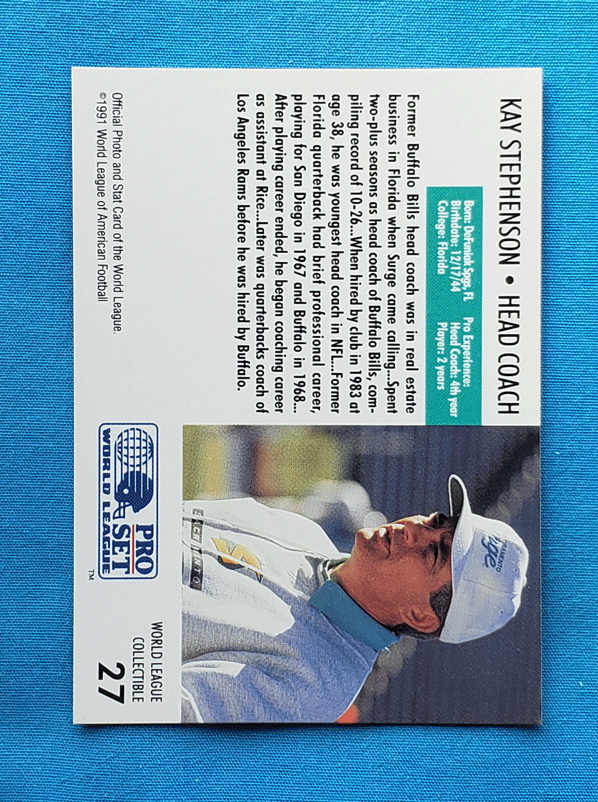 KAY STEPHENSON • HEAD COACH
Born: DeFuniak Spgs, FL
Birthdate: 12/17/44
College: Florida
Pro Experience:
Head Coach: 4th year
Player: 2 years
Former Buffalo Bills head coach was in real estate
business in Florida when Surge came calling...Spent
two-plus seasons as head coach of Buffalo Bills, com-
piling record of 10-26...When hired by club in 1983 at
age 38, he was youngest head coach in NFL...Former
Florida quarterback had brief professional career,
playing for San Diego in 1967 and Buffalo in 1968...
After playing career ended, he began coaching career
as assistant at Rice...Later was quarterbacks coach of
Los Angeles Rams before he was hired by Buffalo.
Official Photo and Stat Card of the World League.
©1991 World League of American Football
PRO
SET
WORLD LEAGUE
TM
WORLD LEAGUE
COLLECTIBLE
27